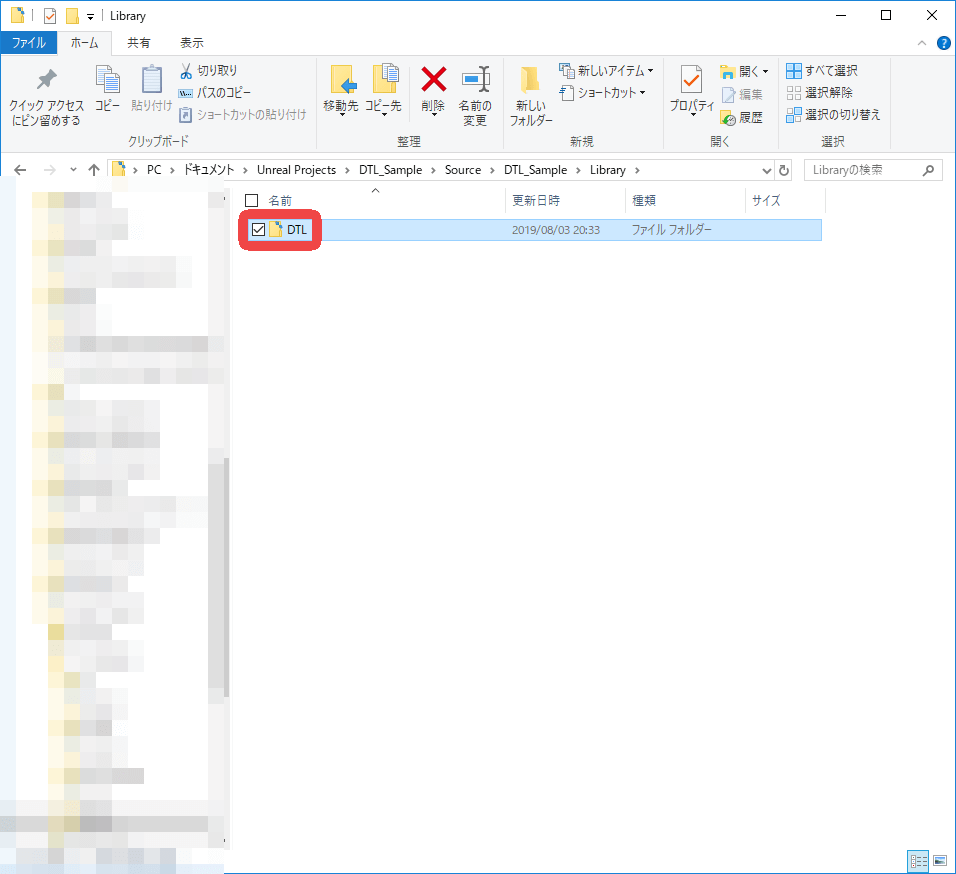 Library
ファイル ホーム 共有 表示
クイック アクセス
にピン留めする
コピー
貼り付け
切り取り
パスのコピー
ショートカットの貼り付け
クリップボード
移動先
コピー先
削除
名前の
変更
整理
新しい
フォルダー
新しいアイテム
ショートカット
新規
プロパティ
開く
編集
履歴
開く
すべて選択
選択解除
選択の切り替え
選択
PC > ドキュメント > Unreal Projects > DTL_Sample > Source > DTL_Sample > Library >
Libraryの検索
名前 更新日時 種類 サイズ
DTL 2019/08/03 20:33 ファイル フォルダー